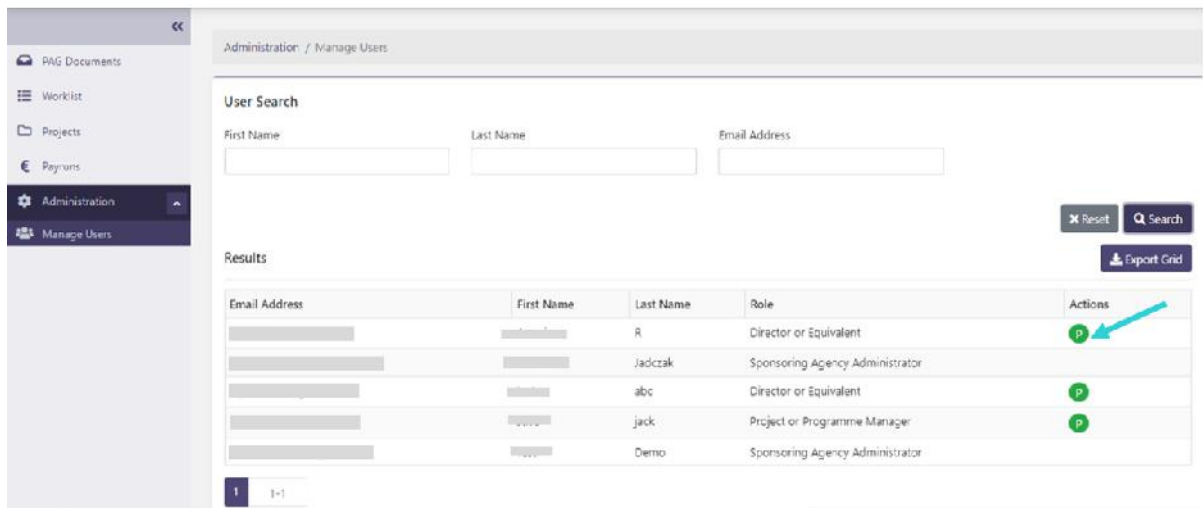 Administration / Manage Users
PAG Documents
Worklist
Projects
Payruns
Administration
Manage Users
User Search
First Name Last Name Email Address
Reset Search
Results
Export Grid
Email Address First Name Last Name Role Actions
R Director or Equivalent P
Jadczak Sponsoring Agency Administrator
abc Director or Equivalent P
jack Project or Programme Manager P
Demo Sponsoring Agency Administrator
1 1-1